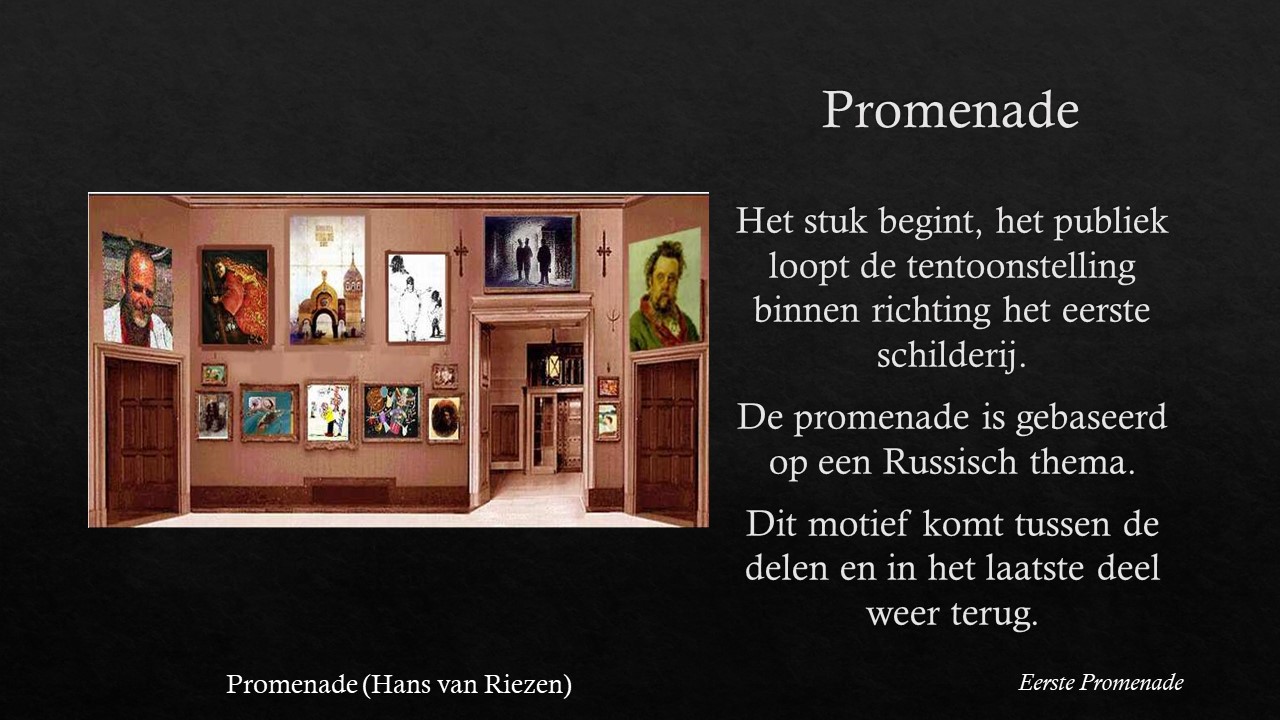 Promenade
Het stuk begint, het publiek
loopt de tentoonstelling
binnen richting het eerste
schilderij.
De promenade is gebaseerd
op een Russisch thema.
Dit motief komt tussen de
delen en in het laatste deel
weer terug.
Promenade (Hans van Riezen)
Eerste Promenade